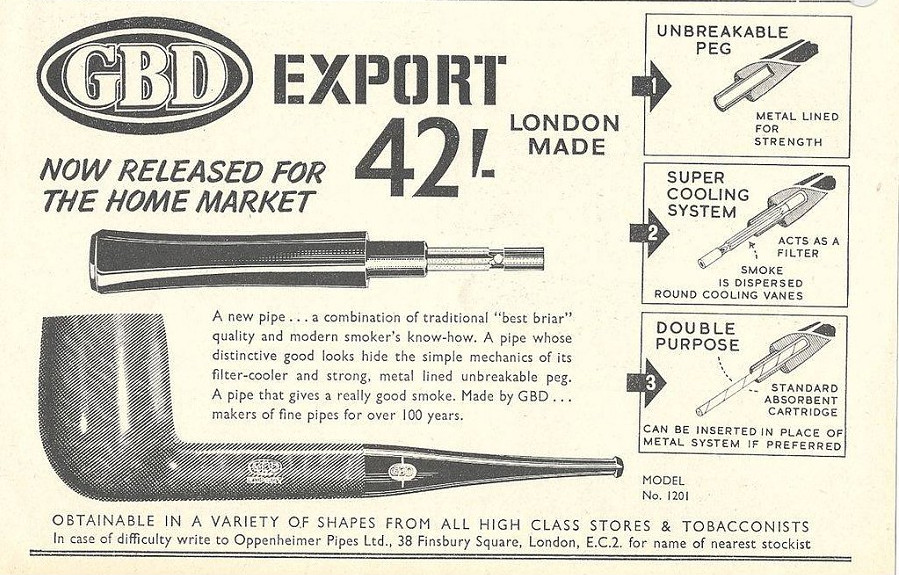 GBD EXPORT
42/-
LONDON
MADE
NOW RELEASED FOR
THE HOME MARKET
A new pipe . . . a combination of traditional "best briar"
quality and modern smoker's know-how. A pipe whose
distinctive good looks hide the simple mechanics of its
filter-cooler and strong, metal lined unbreakable peg.
A pipe that gives a really good smoke. Made by GBD . . .
makers of fine pipes for over 100 years.
UNBREAKABLE
PEG
1
METAL LINED
FOR
STRENGTH
SUPER
COOLING
SYSTEM
2
ACTS AS A
FILTER
SMOKE
IS DISPERSED
ROUND COOLING VANES
DOUBLE
PURPOSE
3
STANDARD
ABSORBENT
CARTRIDGE
CAN BE INSERTED IN PLACE OF
METAL SYSTEM IF PREFERRED
GBD
GBD
MODEL
No. 1201
OBTAINABLE IN A VARIETY OF SHAPES FROM ALL HIGH CLASS STORES & TOBACCONISTS
In case of difficulty write to Oppenheimer Pipes Ltd., 38 Finsbury Square, London, E.C.2. for name of nearest stockist